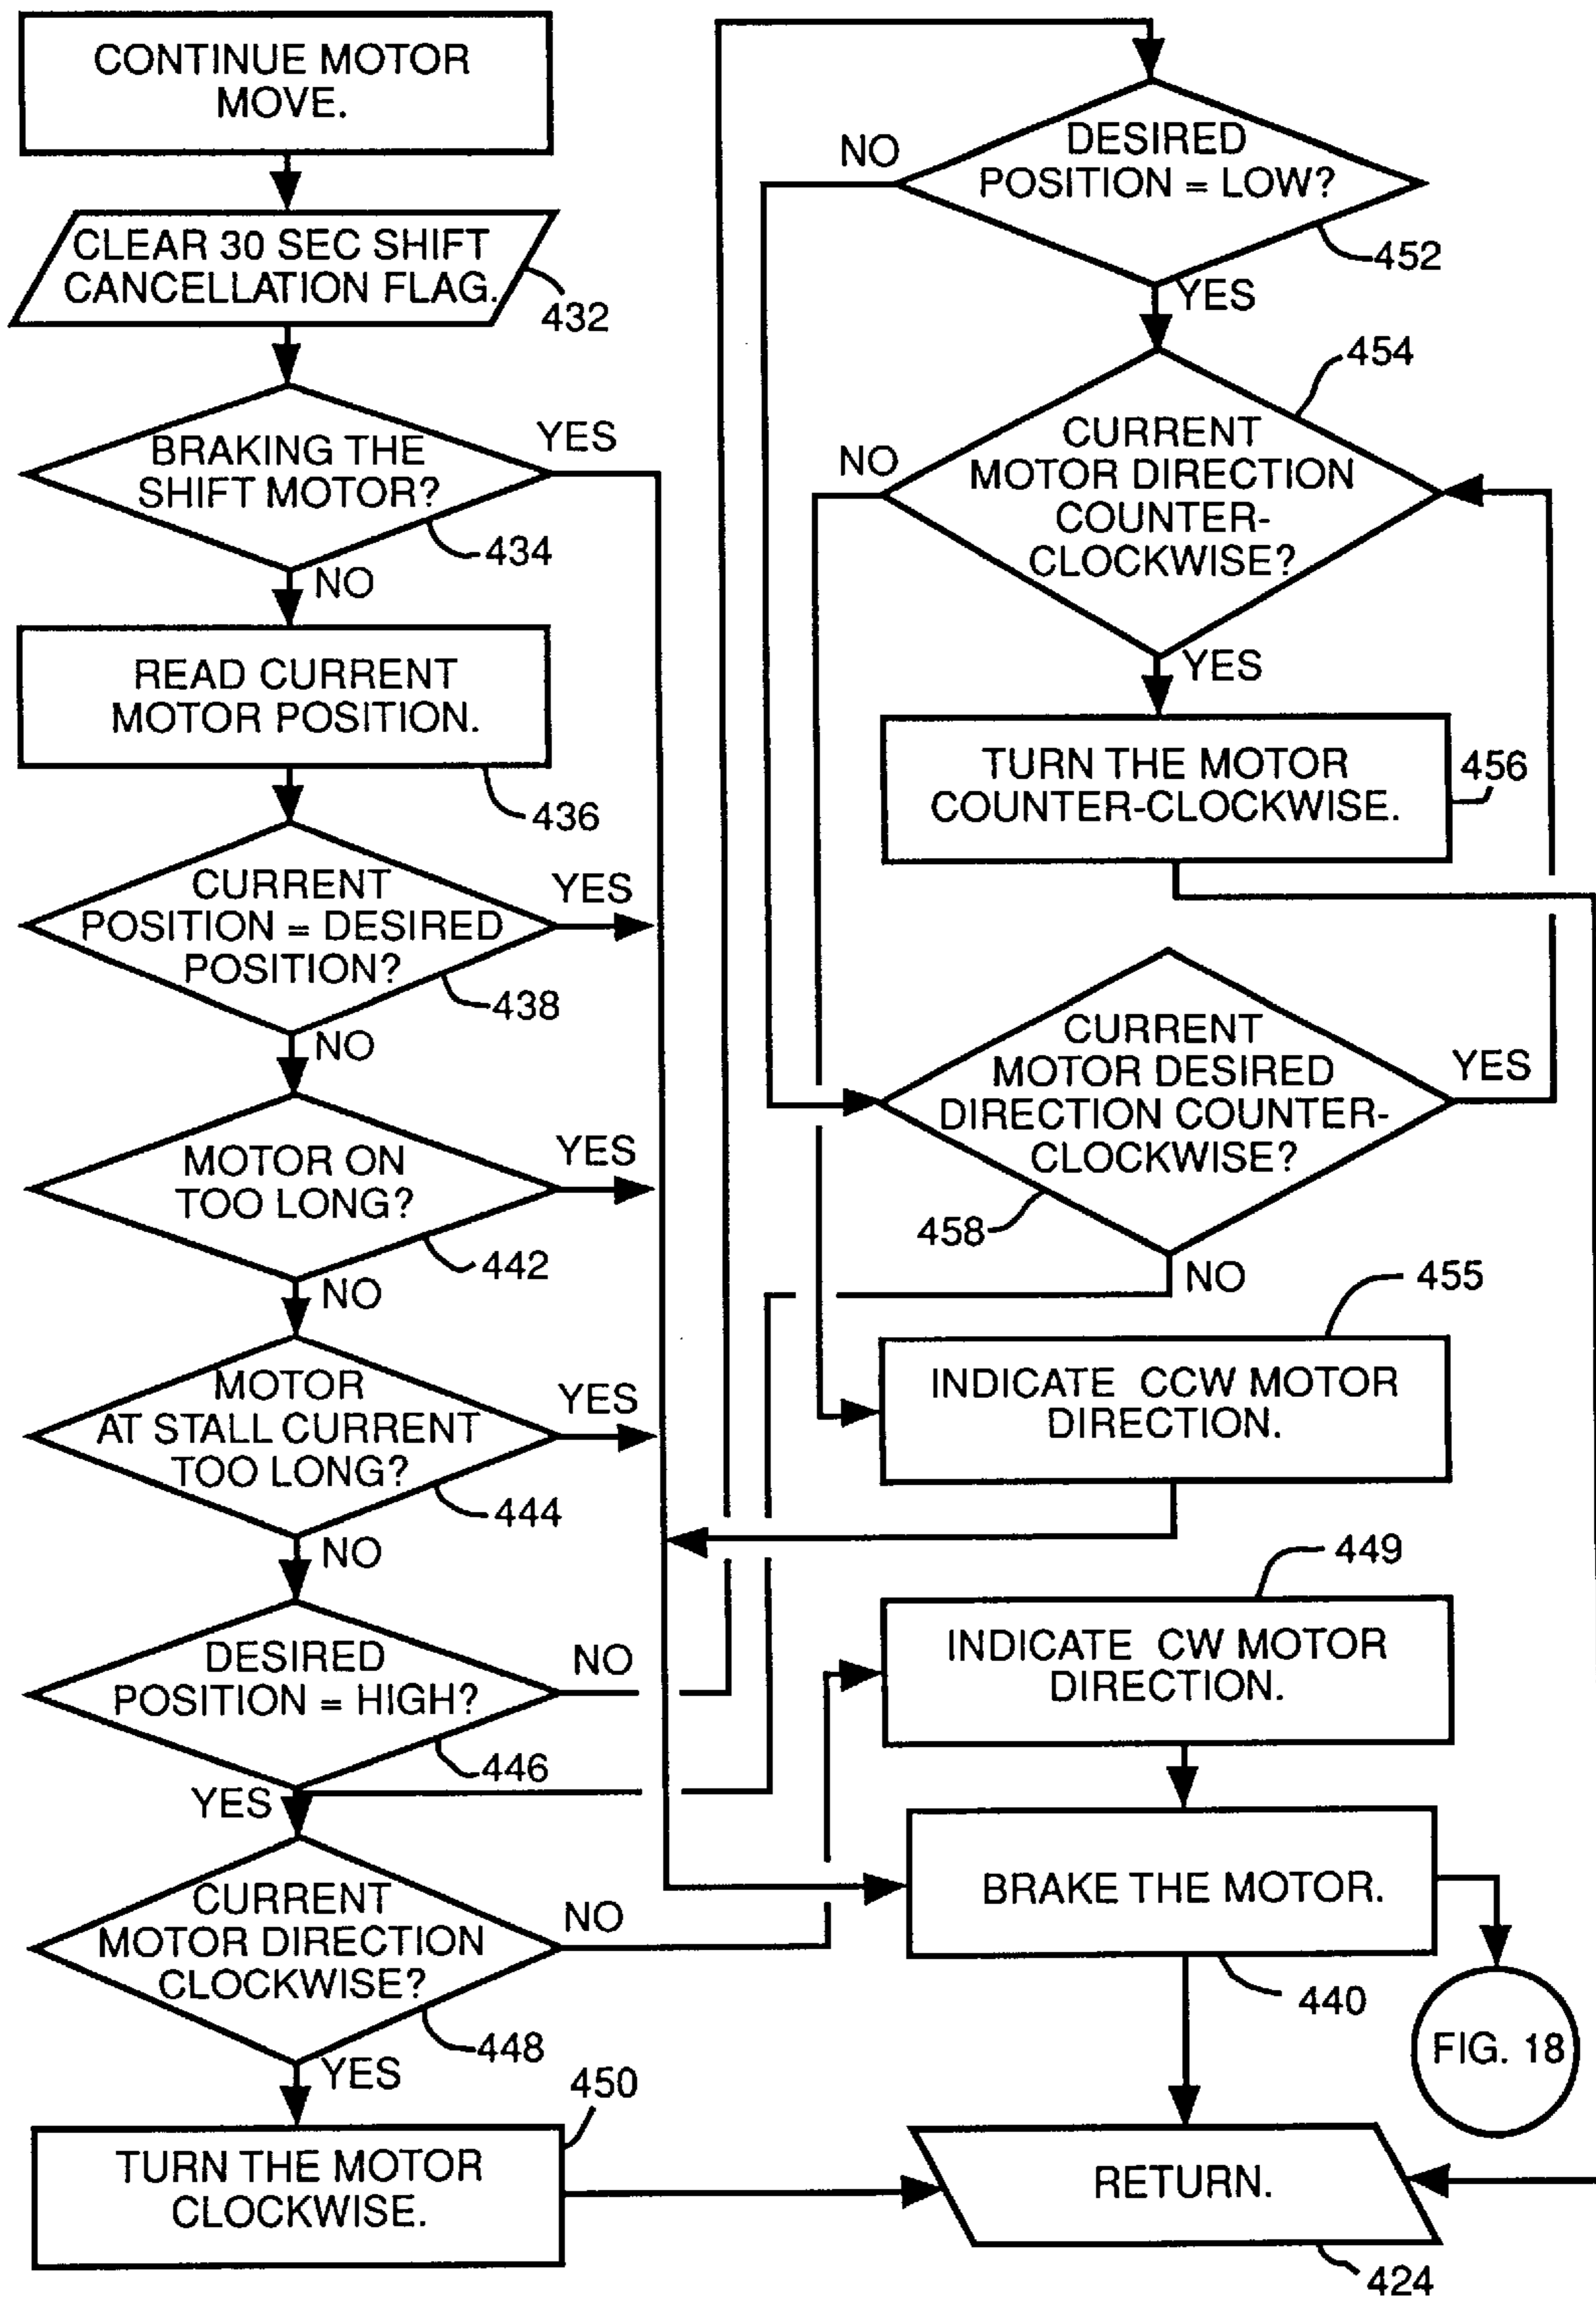 CONTINUE MOTOR
MOVE.
CLEAR 30 SEC SHIFT
CANCELLATION FLAG.
432
BRAKING THE
SHIFT MOTOR?
YES
434
NO
READ CURRENT
MOTOR POSITION.
436
CURRENT
POSITION = DESIRED
POSITION?
YES
438
NO
MOTOR ON
TOO LONG?
YES
442
NO
MOTOR
AT STALL CURRENT
TOO LONG?
YES
444
NO
DESIRED
POSITION = HIGH?
NO
446
YES
CURRENT
MOTOR DIRECTION
CLOCKWISE?
NO
448
YES
450
TURN THE MOTOR
CLOCKWISE.
DESIRED
POSITION = LOW?
NO
452
YES
454
CURRENT
MOTOR DIRECTION
COUNTER-
CLOCKWISE?
NO
YES
TURN THE MOTOR
COUNTER-CLOCKWISE.
456
CURRENT
MOTOR DESIRED
DIRECTION COUNTER-
CLOCKWISE?
YES
458
NO
455
INDICATE CCW MOTOR
DIRECTION.
449
INDICATE CW MOTOR
DIRECTION.
BRAKE THE MOTOR.
440
FIG. 18
RETURN.
424